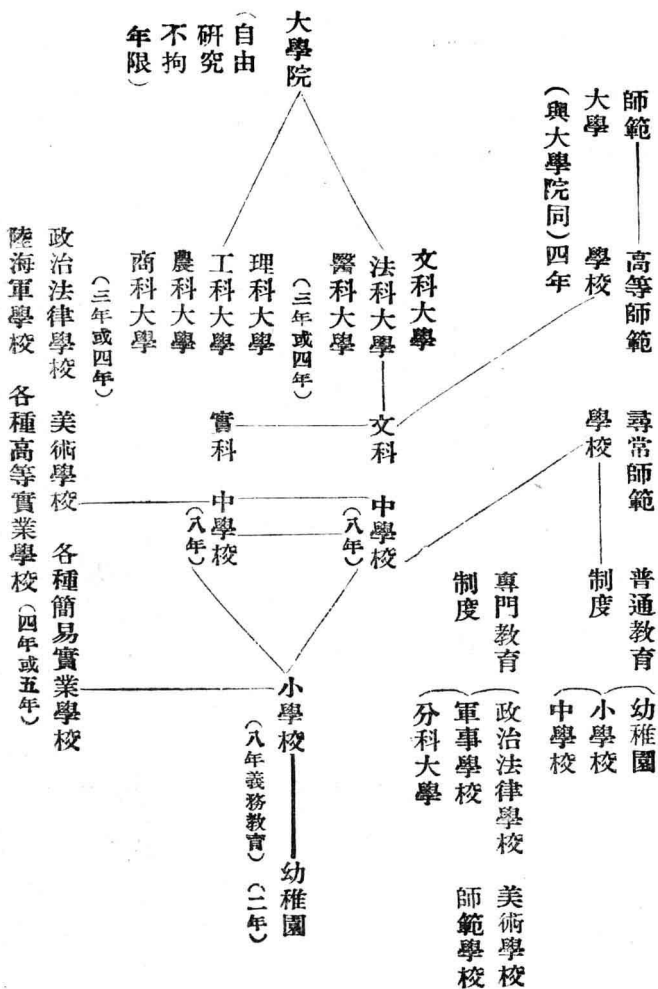 師範 高等師範 尋常師範 普通教育 幼稚園
大學 學校 學校 制度 小學校
(與大學院同)四年 中學校
專門教育 政治法律學校 美術學校
制度 軍事學校 師範學校
文科大學 分科大學
法科大學 文科 中學校
醫科大學 (八年)
(三年或四年)
大學院 理科大學 小學校 幼稚園
(自由 工科大學 實科 中學校 (八年義務教育) (二年)
研究 農科大學 (八年)
不拘 商科大學
年限)
(三年或四年)
政治法律學校 美術學校 各種簡易實業學校
陸海軍學校 各種高等實業學校(四年或五年)